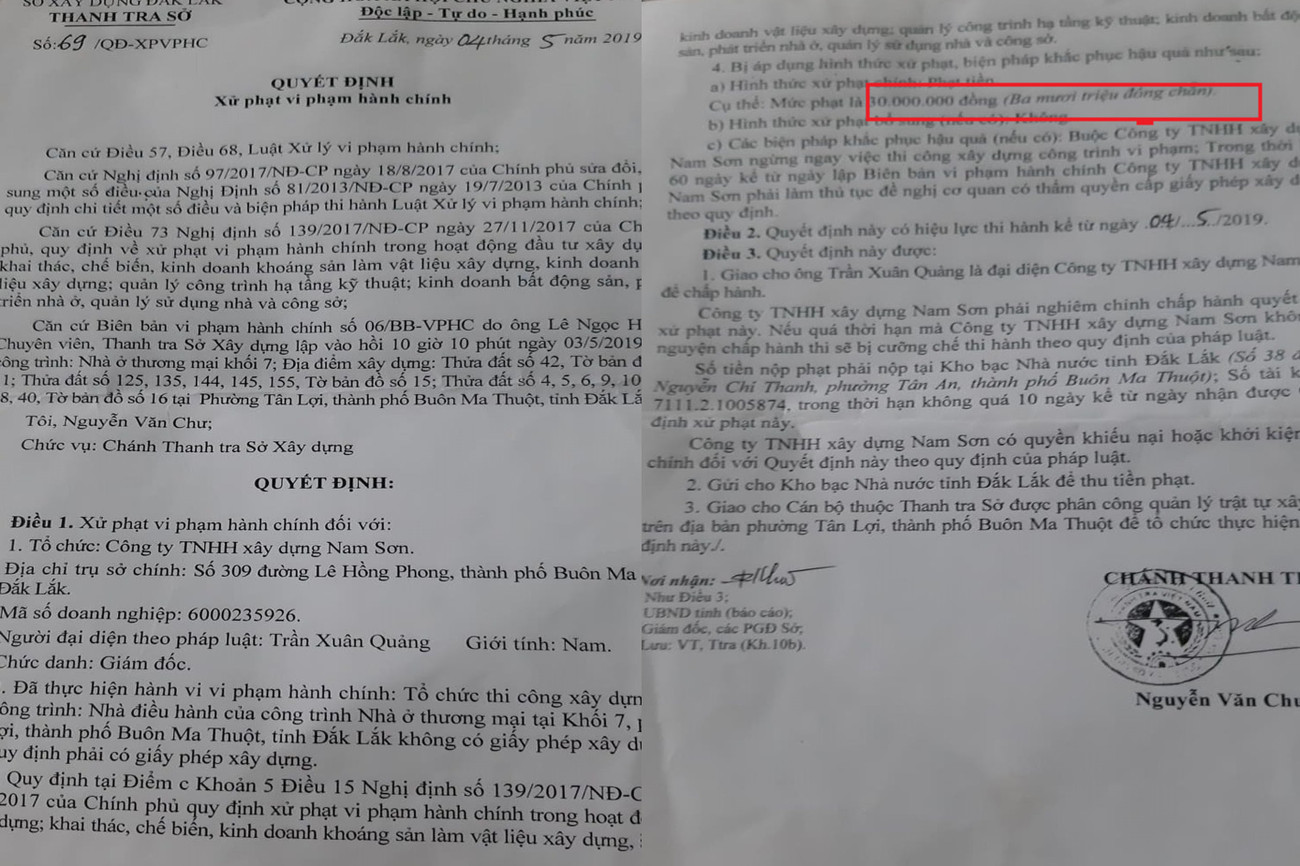 SỞ XÂY DỰNG ĐẮK LẮK
THANH TRA SỞ
Độc lập - Tự do - Hạnh phúc
Số: 69 /QĐ-XPVPHC
Đắk Lắk, ngày 04 tháng 5 năm 2019
QUYẾT ĐỊNH
Xử phạt vi phạm hành chính
Căn cứ Điều 57, Điều 68, Luật Xử lý vi phạm hành chính;
Căn cứ Nghị định số 97/2017/NĐ-CP ngày 18/8/2017 của Chính phủ sửa đổi,
sung một số điều của Nghị Định số 81/2013/NĐ-CP ngày 19/7/2013 của Chính
quy định chi tiết một số điều và biện pháp thi hành Luật Xử lý vi phạm hành chính;
Căn cứ Điều 73 Nghị định số 139/2017/NĐ-CP ngày 27/11/2017 của Ch
phủ, quy định về xử phạt vi phạm hành chính trong hoạt động đầu tư xây dự
khai thác, chế biến, kinh doanh khoáng sản làm vật liệu xây dựng, kinh doanh
liệu xây dựng; quản lý công trình hạ tầng kỹ thuật; kinh doanh bất động sản, p
triển nhà ở, quản lý sử dụng nhà và công sở;
Căn cứ Biên bản vi phạm hành chính số 06/BB-VPHC do ông Lê Ngọc H
Chuyên viên, Thanh tra Sở Xây dựng lập vào hồi 10 giờ 10 phút ngày 03/5/2019
công trình: Nhà ở thương mại khối 7; Địa điểm xây dựng: Thửa đất số 42, Tờ bản đ
1; Thửa đất số 125, 135, 144, 145, 155, Tờ bản đồ số 15; Thửa đất số 4, 5, 6, 9, 10
8, 40, Tờ bản đồ số 16 tại Phường Tân Lợi, thành phố Buôn Ma Thuột, tỉnh Đắk Lắ
Tôi, Nguyễn Văn Chư;
Chức vụ: Chánh Thanh tra Sở Xây dựng
QUYẾT ĐỊNH:
Điều 1. Xử phạt vi phạm hành chính đối với:
1. Tổ chức: Công ty TNHH xây dựng Nam Sơn.
Địa chỉ trụ sở chính: Số 309 đường Lê Hồng Phong, thành phố Buôn Ma
Đắk Lắk.
Mã số doanh nghiệp: 6000235926.
Người đại diện theo pháp luật: Trần Xuân Quảng Giới tính: Nam.
Chức danh: Giám đốc.
. Đã thực hiện hành vi vi phạm hành chính: Tổ chức thi công xây dựn
ông trình: Nhà điều hành của công trình Nhà ở thương mại tại Khối 7, p
ợi, thành phố Buôn Ma Thuột, tỉnh Đắk Lắk không có giấy phép xây dự
uy định phải có giấy phép xây dựng.
Quy định tại Điểm c Khoản 5 Điều 15 Nghị định số 139/2017/NĐ-C
2017 của Chính phủ quy định xử phạt vi phạm hành chính trong hoạt đ
dựng; khai thác, chế biến, kinh doanh khoáng sản làm vật liệu xây dựng,
kinh doanh vật liệu xây dựng; quản lý công trình hạ tầng kỹ thuật; kinh doanh bất độ
sản, phát triển nhà ở, quản lý sử dụng nhà và công sở.
4. Bị áp dụng hình thức xử phạt, biện pháp khắc phục hậu quả như sau:
a) Hình thức xử phạt chính: Phạt tiền
Cụ thể: Mức phạt là 30.000.000 đồng (Ba mươi triệu đồng chẵn).
b) Hình thức xử phạt bổ sung (nếu có): Không
c) Các biện pháp khắc phục hậu quả (nếu có): Buộc Công ty TNHH xây dự
Nam Sơn ngừng ngay việc thi công xây dựng công trình vi phạm; Trong thời
60 ngày kể từ ngày lập Biên bản vi phạm hành chính Công ty TNHH xây dự
Nam Sơn phải làm thủ tục đề nghị cơ quan có thẩm quyền cấp giấy phép xây d
theo quy định.
Điều 2. Quyết định này có hiệu lực thi hành kể từ ngày .04/...5../2019.
Điều 3. Quyết định này được:
1. Giao cho ông Trần Xuân Quảng là đại diện Công ty TNHH xây dựng Nam
để chấp hành.
Công ty TNHH xây dựng Nam Sơn phải nghiêm chỉnh chấp hành quyết
xử phạt này. Nếu quá thời hạn mà Công ty TNHH xây dựng Nam Sơn khôn
nguyện chấp hành thì sẽ bị cưỡng chế thi hành theo quy định của pháp luật.
Số tiền nộp phạt phải nộp tại Kho bạc Nhà nước tỉnh Đắk Lắk (Số 38 đ
Nguyễn Chí Thanh, phường Tân An, thành phố Buôn Ma Thuột); Số tài k
7111.2.1005874, trong thời hạn không quá 10 ngày kể từ ngày nhận được
định xử phạt này.
Công ty TNHH xây dựng Nam Sơn có quyền khiếu nại hoặc khởi kiện
chính đối với Quyết định này theo quy định của pháp luật.
2. Gửi cho Kho bạc Nhà nước tỉnh Đắk Lắk để thu tiền phạt.
3. Giao cho Cán bộ thuộc Thanh tra Sở được phân công quản lý trật tự xây
trên địa bàn phường Tân Lợi, thành phố Buôn Ma Thuột để tổ chức thực hiện
định này./.
Nơi nhận:
Như Điều 3;
UBND tỉnh (báo cáo);
Giám đốc, các PGĐ Sở;
Lưu: VT, Ttra (Kh.10b).
CHÁNH THANH T
Nguyễn Văn Chư